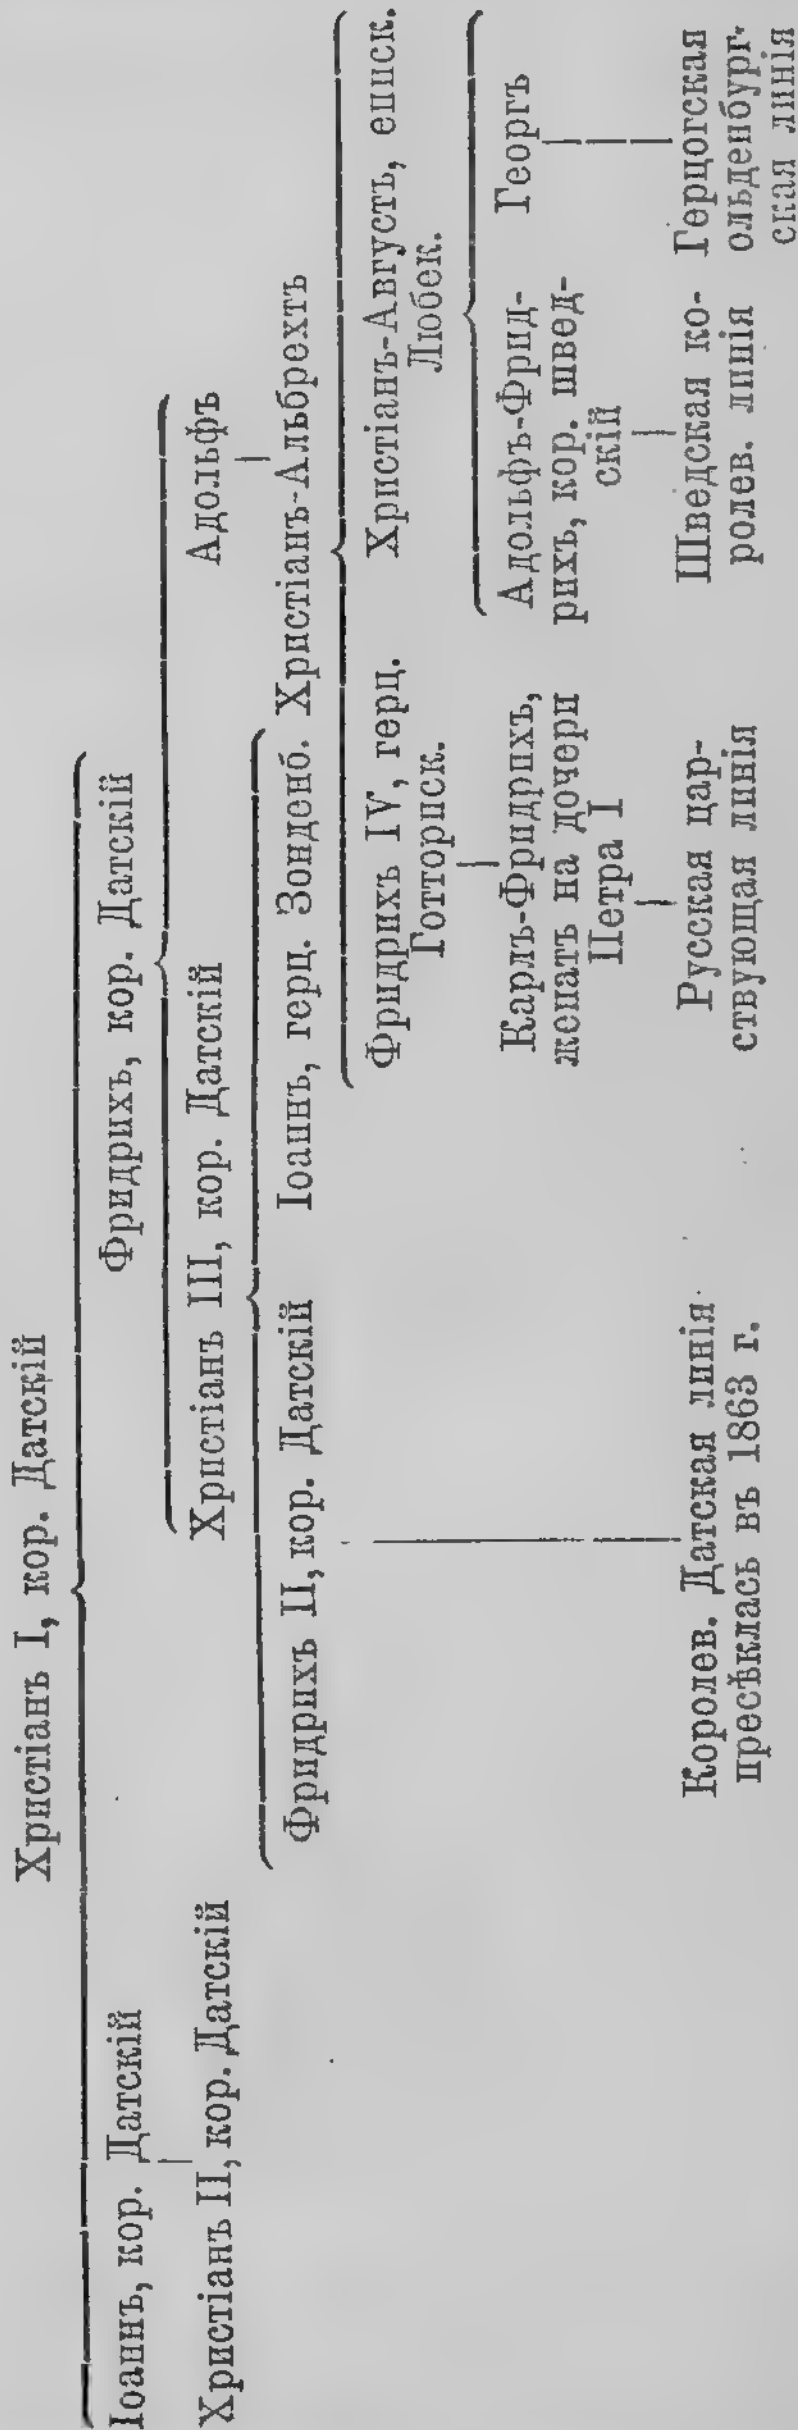 Христіанъ I, кор. Датскій
Іоаннъ, кор. Датскій
Фридрихъ, кор. Датскій
Христіанъ II, кор. Датскій
Христіанъ III, кор. Датскій
Адольфъ
Фридрихъ II, кор. Датскій
Іоаннъ, герц. Зонденб.
Христіанъ-Альбрехтъ
Фридрихъ IV, герц.
Готторпск.
Христіанъ-Августъ, еписк.
Любек.
Карлъ-Фридрихъ,
женатъ на дочери
Петра I
Адольфъ-Фрид-
рихъ, кор. швед-
скій
Георгъ
Королев. Датская линія
пресѣклась въ 1863 г.
Русская цар-
ствующая линія
Шведская ко-
ролев. линія
Герцогская
ольденбург-
ская линія